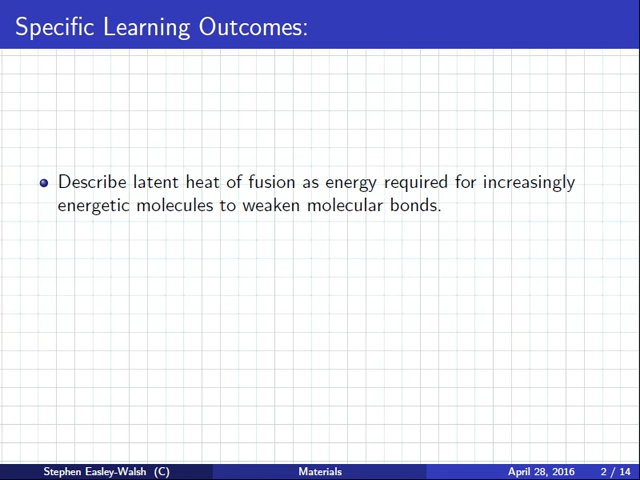 Specific Learning Outcomes:
Describe latent heat of fusion as energy required for increasingly
energetic molecules to weaken molecular bonds.
Stephen Easley-Walsh (C) Materials April 28, 2016 2 / 14